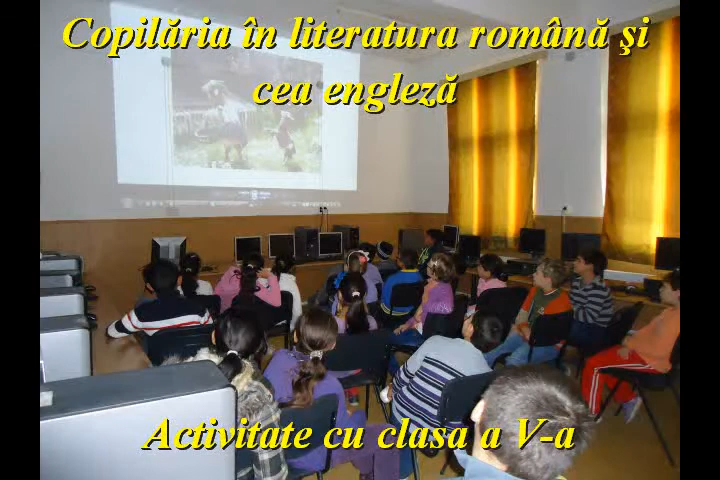 Copilăria în literatura română şi
cea engleză
Activitate cu clasa a V-a